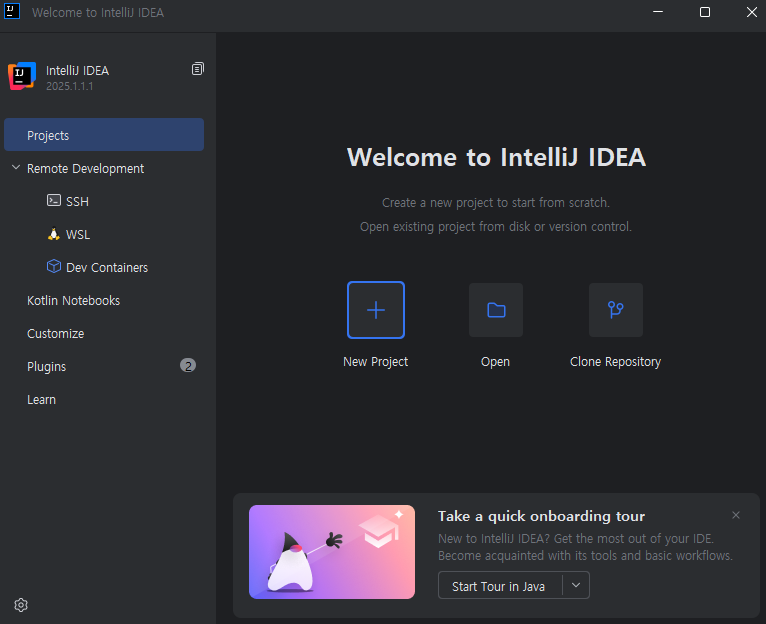 Welcome to IntelliJ IDEA
IntelliJ IDEA
2025.1.1.1
Projects
Remote Development
SSH
WSL
Dev Containers
Kotlin Notebooks
Customize
Plugins 2
Learn
Welcome to IntelliJ IDEA
Create a new project to start from scratch.
Open existing project from disk or version control.
New Project
Open
Clone Repository
Take a quick onboarding tour
New to IntelliJ IDEA? Get the most out of your IDE.
Become acquainted with its tools and basic workflows.
Start Tour in Java